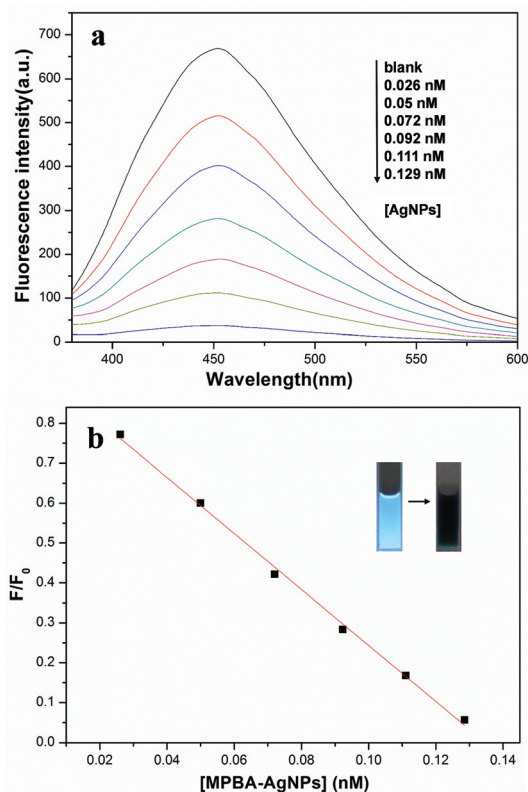 a
Fluorescence intensity(a.u.)
700
600
500
400
300
200
100
0
blank
0.026 nM
0.05 nM
0.072 nM
0.092 nM
0.111 nM
0.129 nM
[AgNPs]
400 450 500 550 600
Wavelength(nm)
b
F/F0
0.8
0.7
0.6
0.5
0.4
0.3
0.2
0.1
0.0
0.02 0.04 0.06 0.08 0.10 0.12 0.14
[MPBA-AgNPs] (nM)